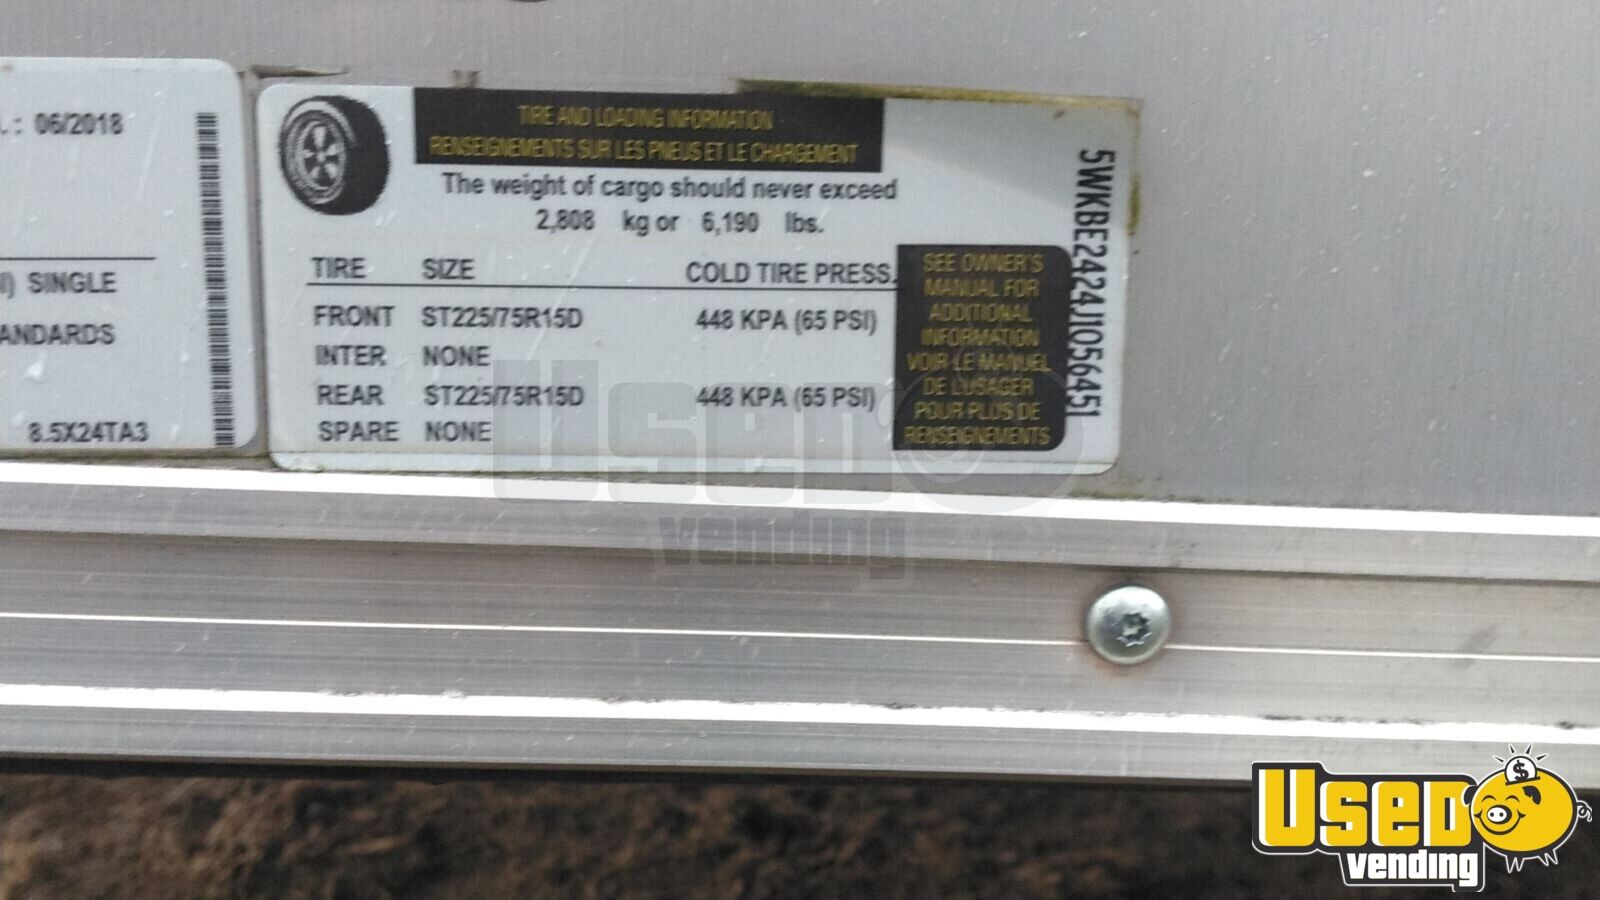 .: 06/2018
SINGLE
ANDARDS
8.5X24TA3
TIRE AND LOADING INFORMATION
RENSEIGNEMENTS SUR LES PNEUS ET LE CHARGEMENT
The weight of cargo should never exceed
2,808 kg or 6,190 lbs.
TIRE SIZE COLD TIRE PRESS.
FRONT ST225/75R15D 448 KPA (65 PSI)
INTER NONE
REAR ST225/75R15D 448 KPA (65 PSI)
SPARE NONE
SEE OWNER'S
MANUAL FOR
ADDITIONAL
INFORMATION
VOIR LE MANUEL
DE L'USAGER
POUR PLUS DE
RENSEIGNEMENTS
5WKBE2424J1056451
Used
vending
Used
vending